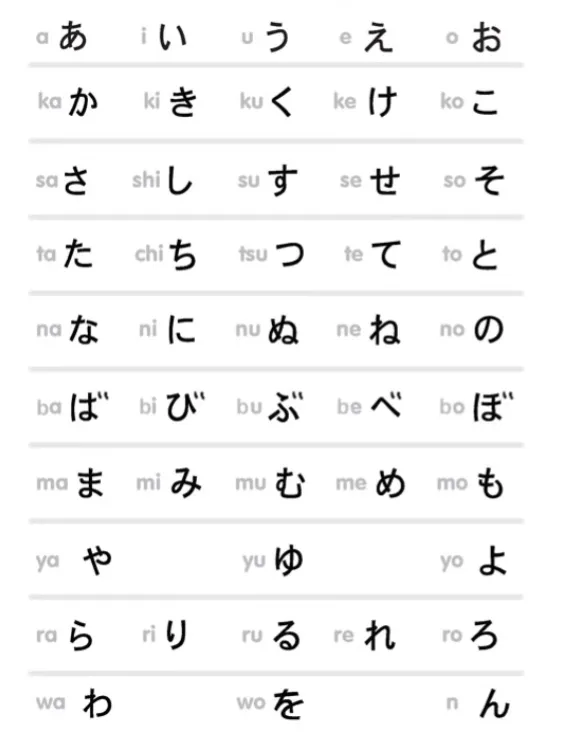 a あ i い u う e え o お
ka か ki き ku く ke け ko こ
sa さ shi し su す se せ so そ
ta た chi ち tsu つ te て to と
na な ni に nu ぬ ne ね no の
ba ば bi び bu ぶ be べ bo ぼ
ma ま mi み mu む me め mo も
ya や yu ゆ yo よ
ra ら ri り ru る re れ ro ろ
wa わ wo を n ん